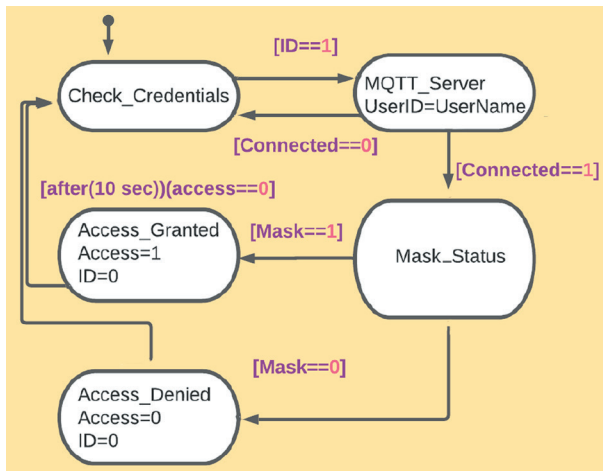 [ID==1]
Check_Credentials
MQTT_Server
UserID=UserName
[Connected==0]
[Connected==1]
[after(10 sec))(access==0]
Access_Granted
Access=1
ID=0
[Mask==1]
Mask_Status
[Mask==0]
Access_Denied
Access=0
ID=0